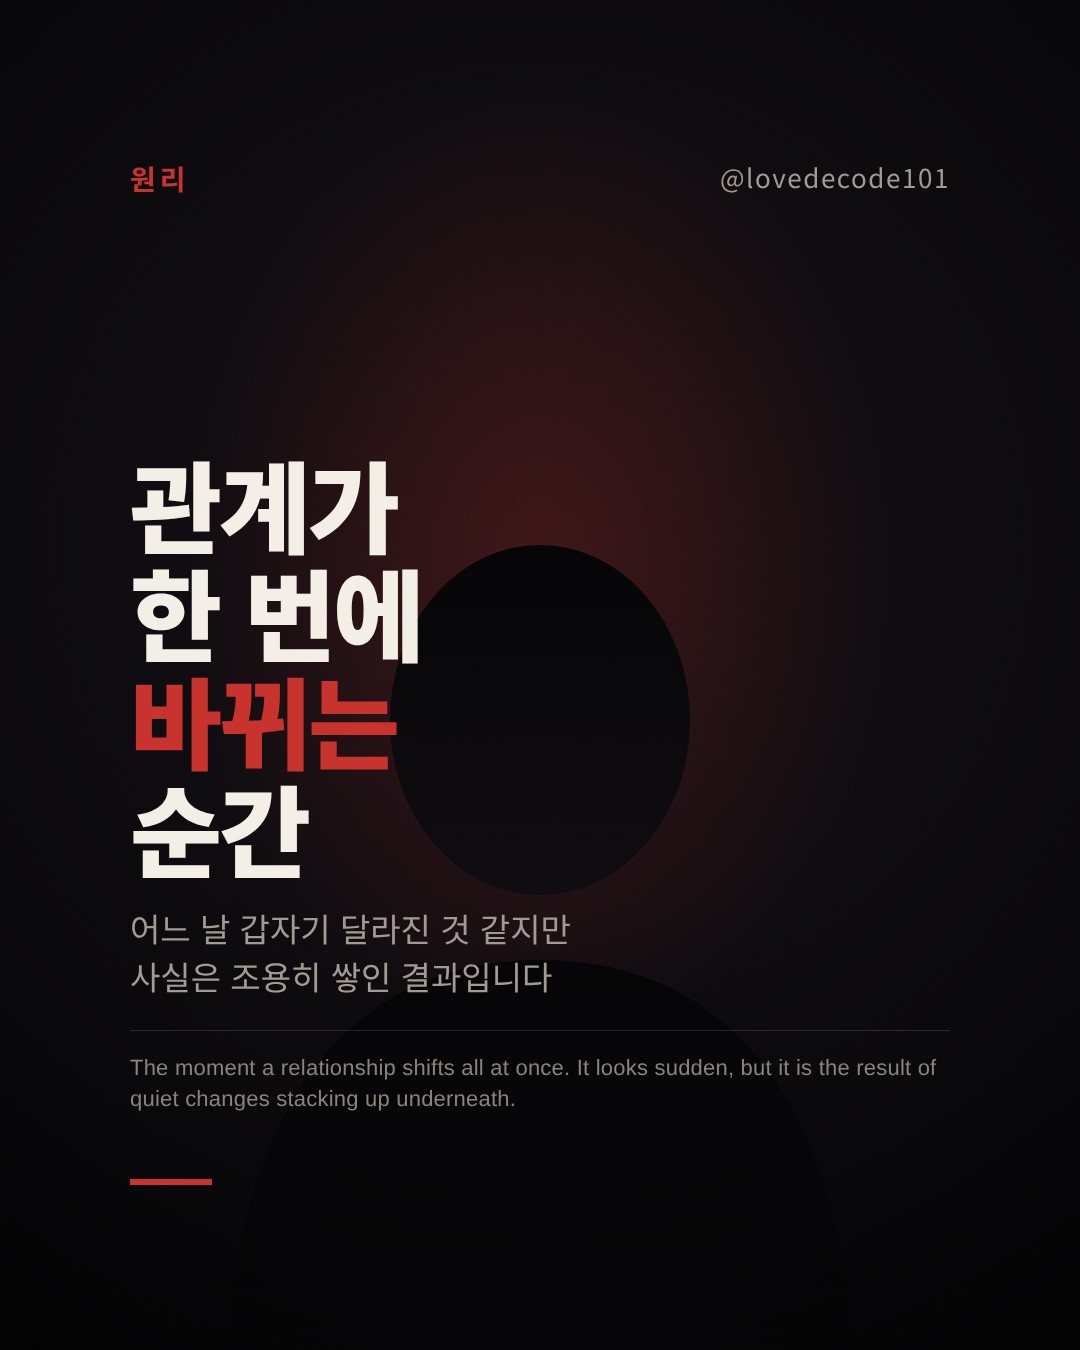 원리
@lovedecode101
관계가
한 번에
바뀌는
순간
어느 날 갑자기 달라진 것 같지만
사실은 조용히 쌓인 결과입니다
The moment a relationship shifts all at once. It looks sudden, but it is the result of
quiet changes stacking up underneath.